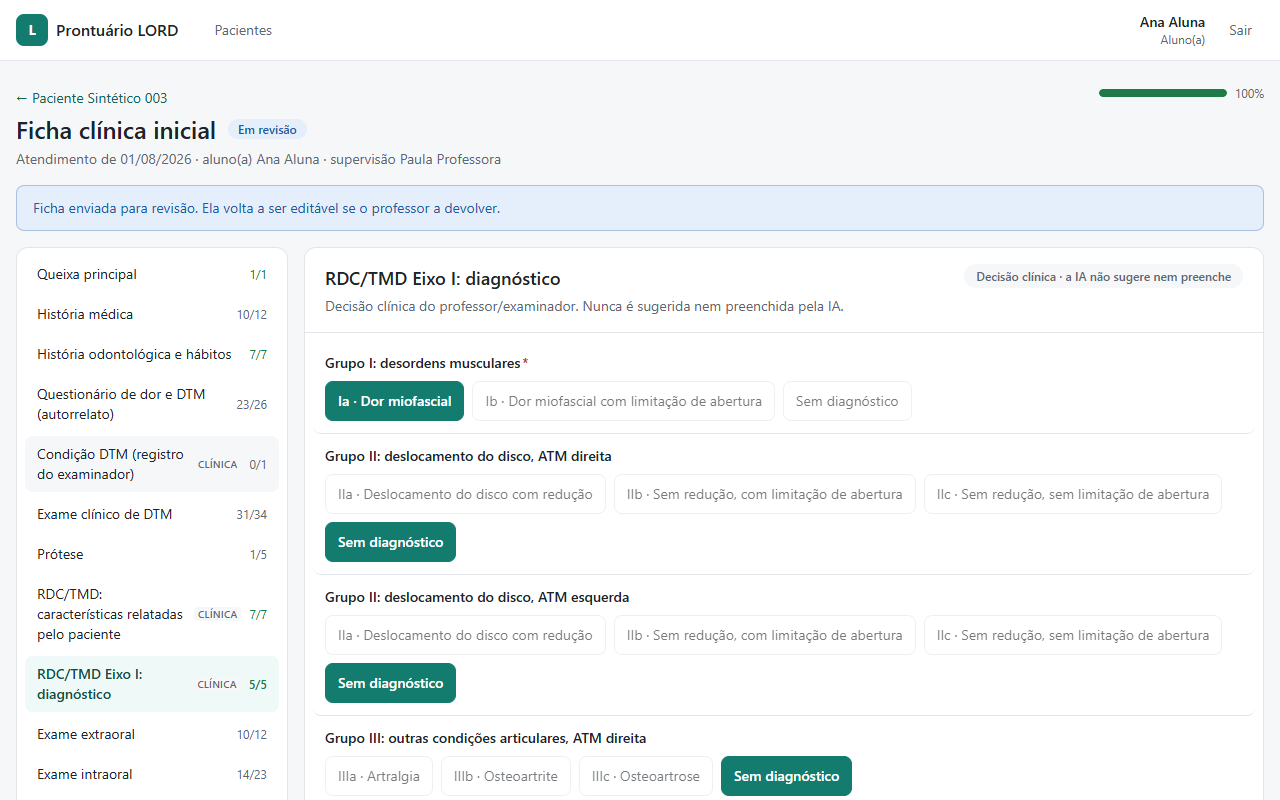 L Prontuário LORD Pacientes Ana Aluna Sair
Aluno(a)
← Paciente Sintético 003 100%
Ficha clínica inicial Em revisão
Atendimento de 01/08/2026 · aluno(a) Ana Aluna · supervisão Paula Professora
Ficha enviada para revisão. Ela volta a ser editável se o professor a devolver.
Queixa principal 1/1
História médica 10/12
História odontológica e hábitos 7/7
Questionário de dor e DTM
(autorrelato) 23/26
Condição DTM (registro
do examinador) CLÍNICA 0/1
Exame clínico de DTM 31/34
Prótese 1/5
RDC/TMD:
características relatadas CLÍNICA 7/7
pelo paciente
RDC/TMD Eixo I:
diagnóstico CLÍNICA 5/5
Exame extraoral 10/12
Exame intraoral 14/23
RDC/TMD Eixo I: diagnóstico Decisão clínica · a IA não sugere nem preenche
Decisão clínica do professor/examinador. Nunca é sugerida nem preenchida pela IA.
Grupo I: desordens musculares *
Ia · Dor miofascial Ib · Dor miofascial com limitação de abertura Sem diagnóstico
Grupo II: deslocamento do disco, ATM direita
IIa · Deslocamento do disco com redução IIb · Sem redução, com limitação de abertura IIc · Sem redução, sem limitação de abertura
Sem diagnóstico
Grupo II: deslocamento do disco, ATM esquerda
IIa · Deslocamento do disco com redução IIb · Sem redução, com limitação de abertura IIc · Sem redução, sem limitação de abertura
Sem diagnóstico
Grupo III: outras condições articulares, ATM direita
IIIa · Artralgia IIIb · Osteoartrite IIIc · Osteoartrose Sem diagnóstico